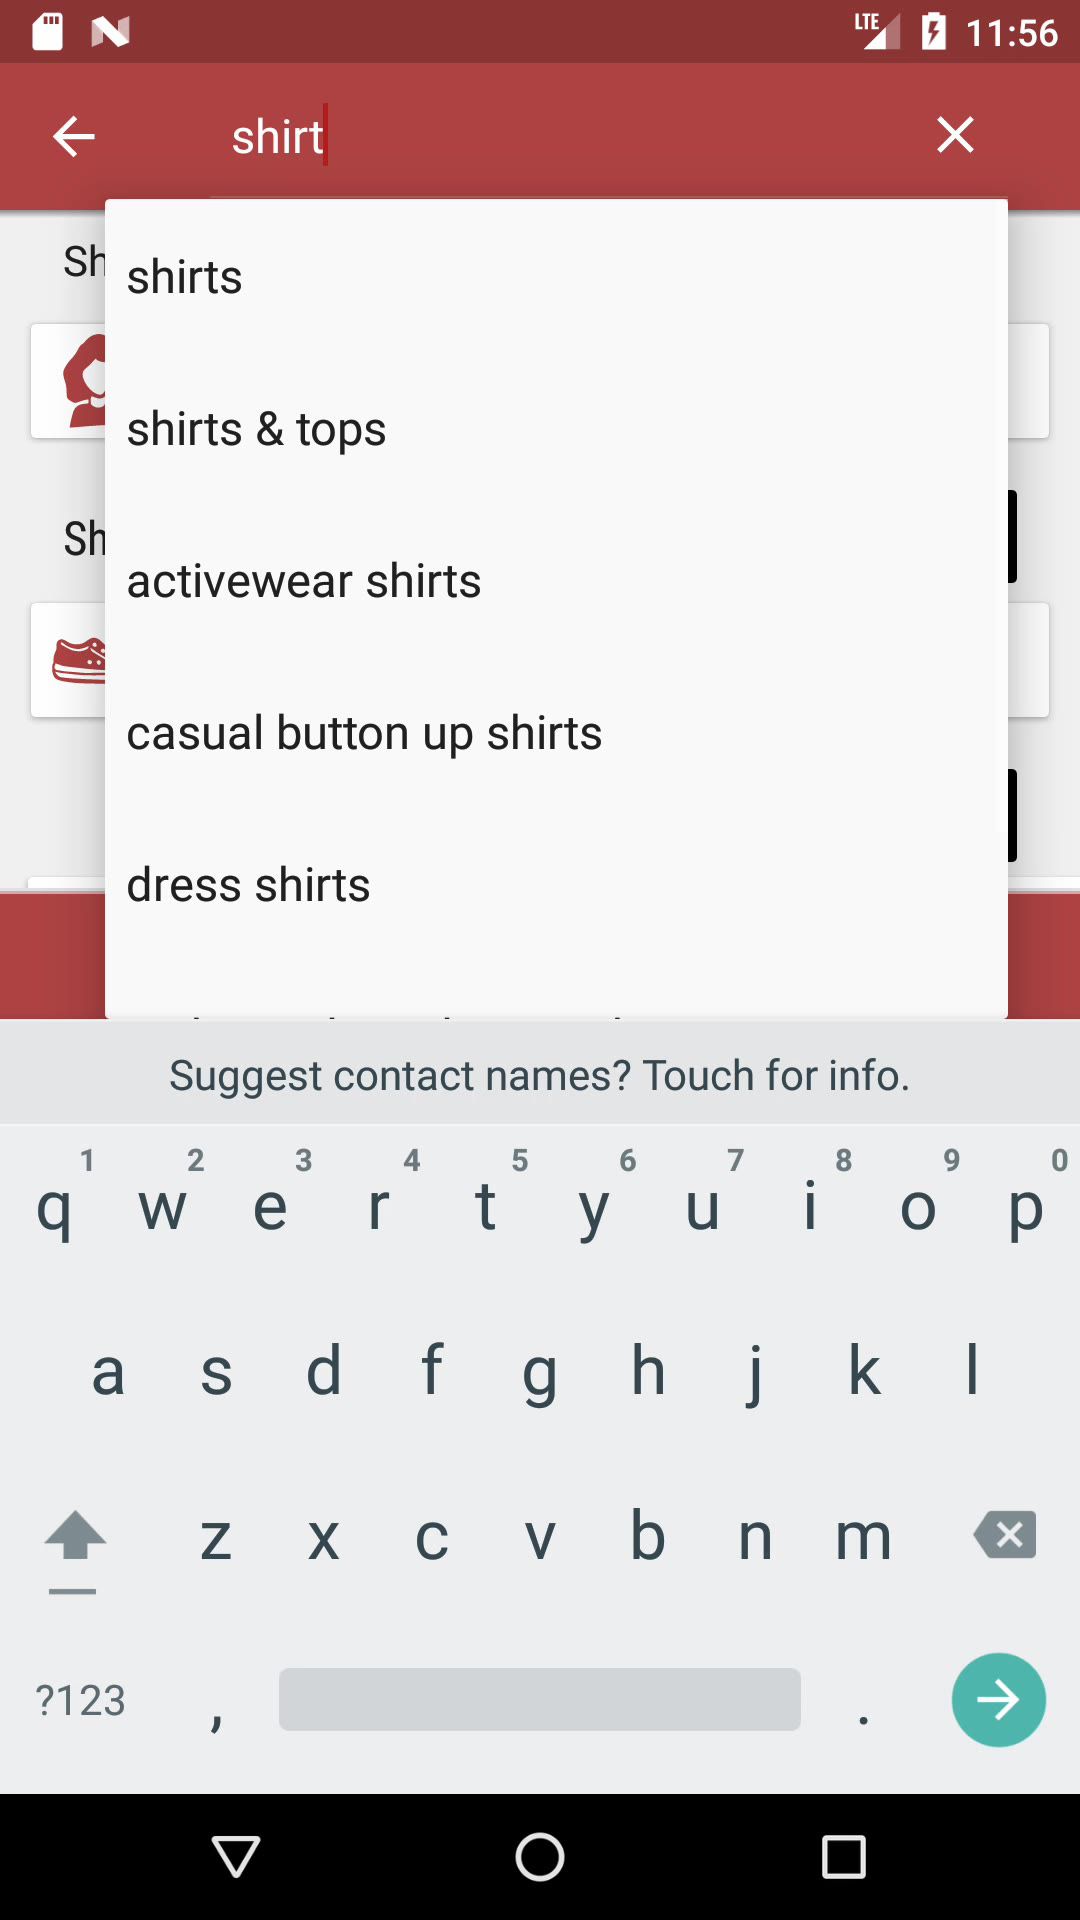 LTE 11:56
shirt
Sh
shirts
shirts & tops
Sh
activewear shirts
casual button up shirts
dress shirts
Suggest contact names? Touch for info.
1 2 3 4 5 6 7 8 9 0
q w e r t y u i o p
a s d f g h j k l
z x c v b n m
?123 , .